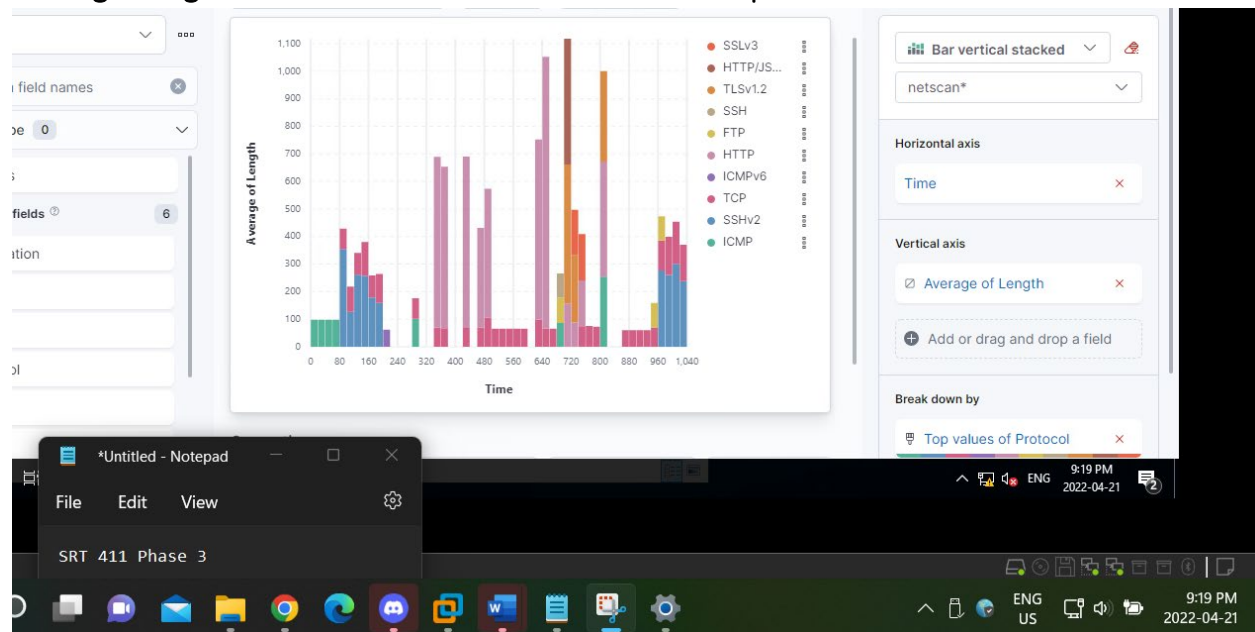 1,100
1,000
900
800
700
600
500
400
300
200
100
0
Average of Length
0 80 160 240 320 400 480 560 640 720 800 880 960 1,040
Time
SSLv3
HTTP/JS...
TLSv1.2
SSH
FTP
HTTP
ICMPv6
TCP
SSHv2
ICMP
field names
0
fields
6
Bar vertical stacked
netscan*
Horizontal axis
Time
Vertical axis
Average of Length
Add or drag and drop a field
Break down by
Top values of Protocol
ENG
9:19 PM
2022-04-21
2
*Untitled - Notepad
File Edit View
SRT 411 Phase 3
ENG
US
9:19 PM
2022-04-21